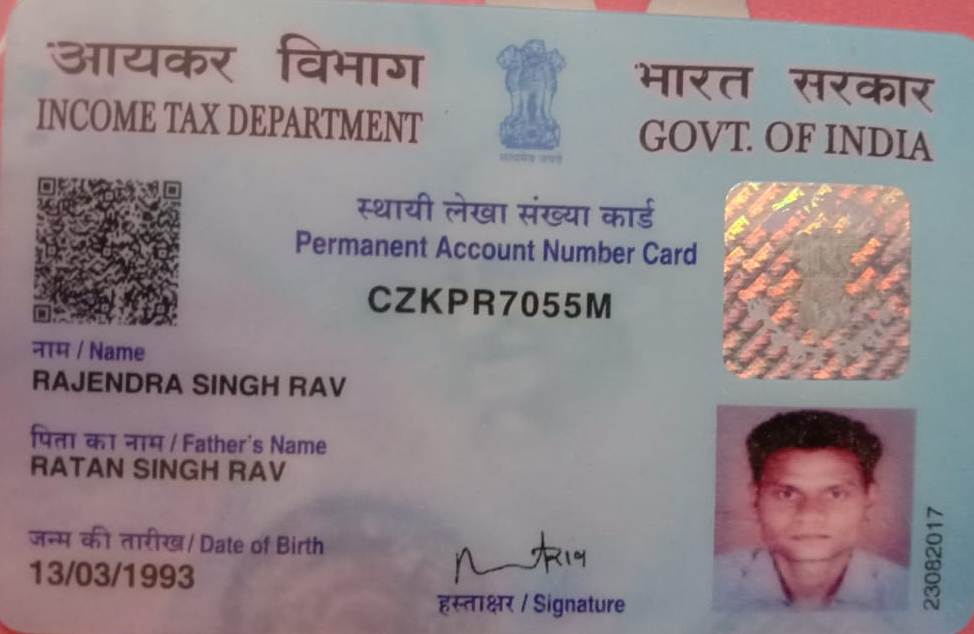 आयकर विभाग
INCOME TAX DEPARTMENT
सत्यमेव जयते
भारत सरकार
GOVT. OF INDIA
स्थायी लेखा संख्या कार्ड
Permanent Account Number Card
CZKPR7055M
नाम / Name
RAJENDRA SINGH RAV
पिता का नाम / Father's Name
RATAN SINGH RAV
जन्म की तारीख / Date of Birth
13/03/1993
हस्ताक्षर / Signature
23082017